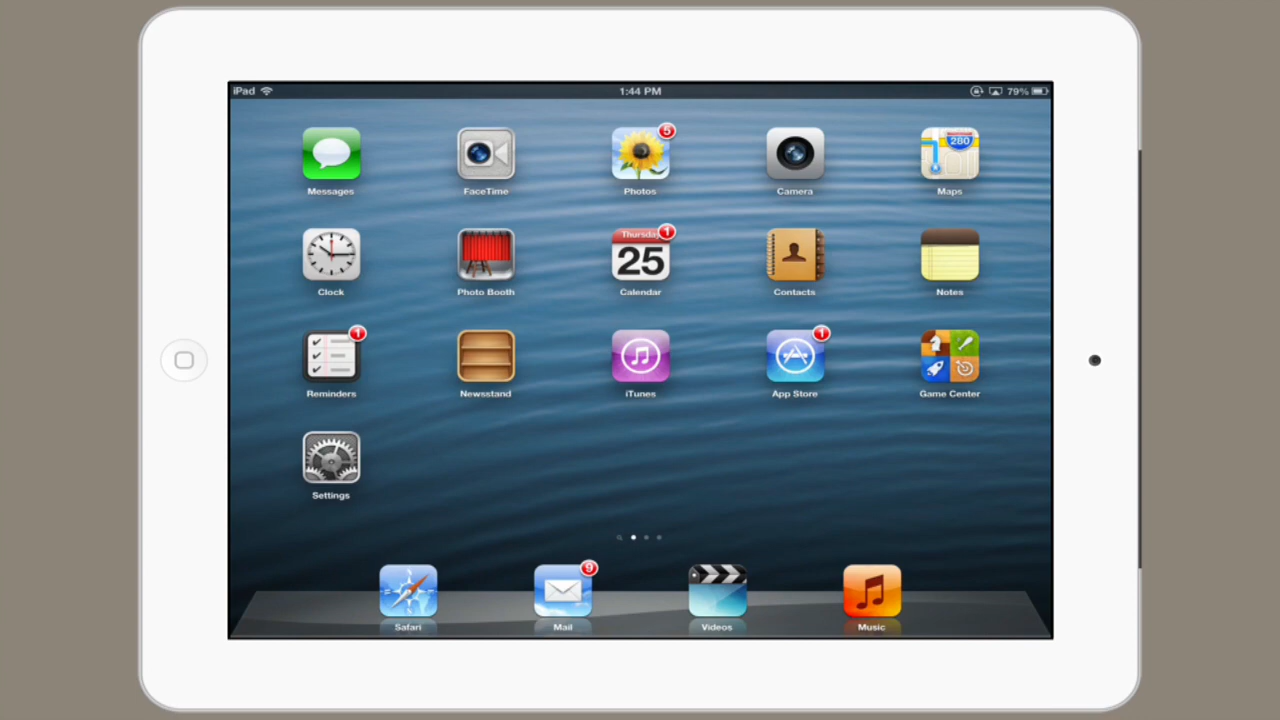 iPad 1:44 PM 79%
5
280
Messages FaceTime Photos Camera Maps
Thursday 1
25
Clock Photo Booth Calendar Contacts Notes
1 1
Reminders Newsstand iTunes App Store Game Center
Settings
9
Safari Mail Videos Music